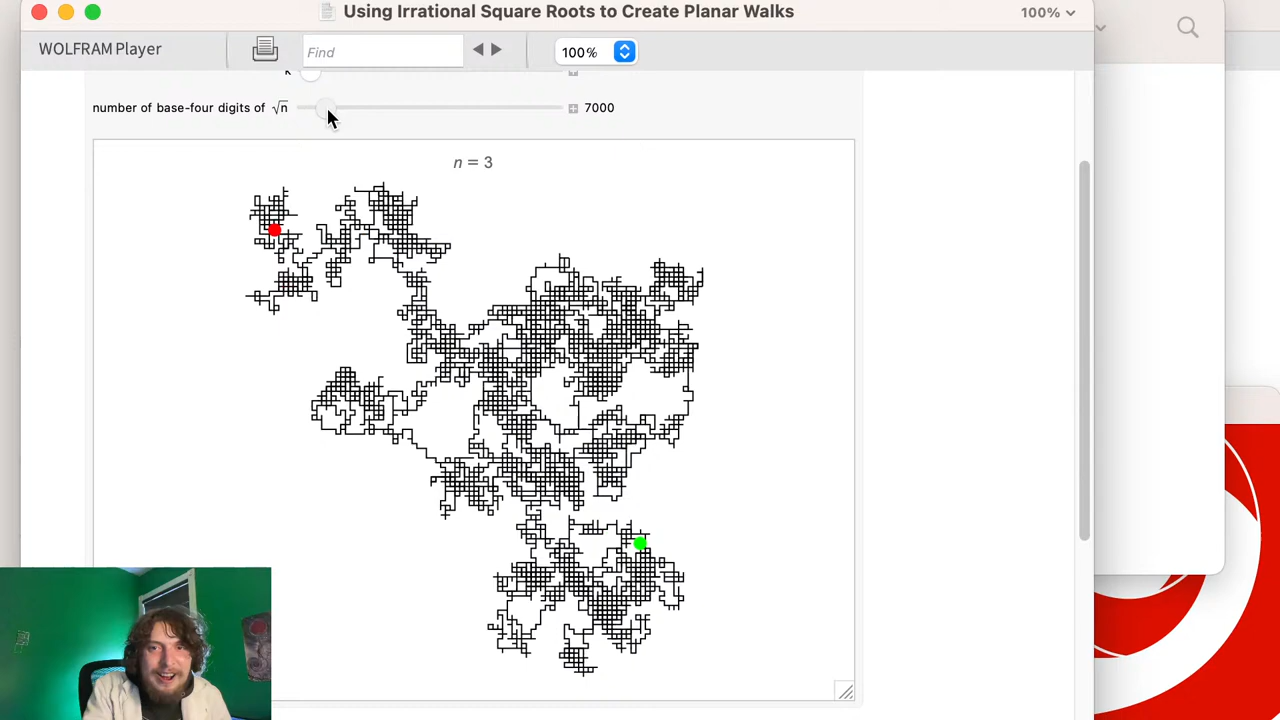 Using Irrational Square Roots to Create Planar Walks
100%
WOLFRAM Player
Find
100%
number of base-four digits of √n
7000
n = 3